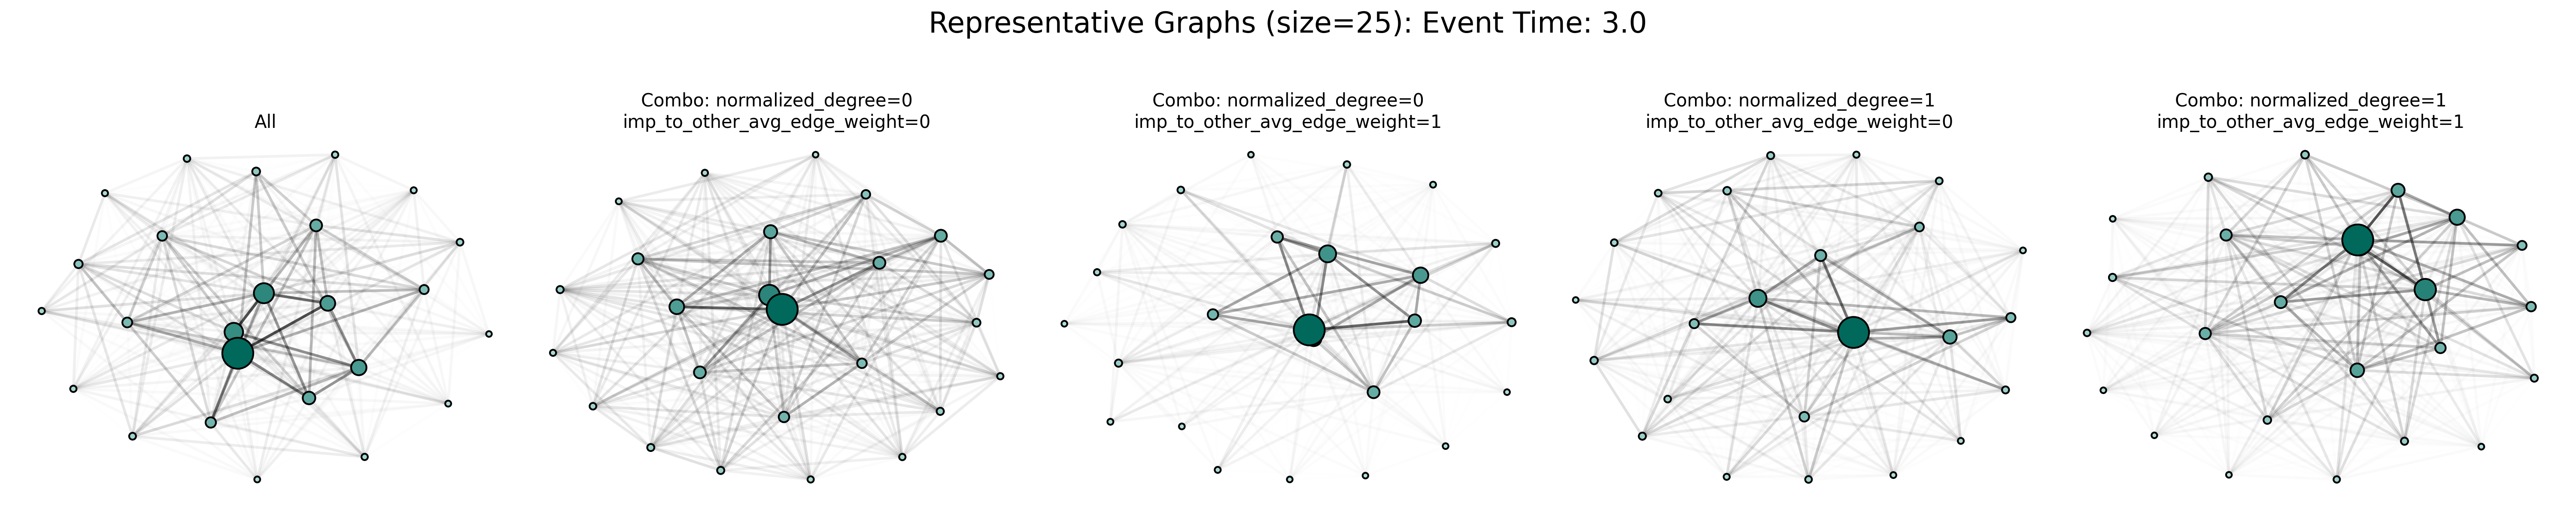 Representative Graphs (size=25): Event Time: 3.0
All
Combo: normalized_degree=0
imp_to_other_avg_edge_weight=0
Combo: normalized_degree=0
imp_to_other_avg_edge_weight=1
Combo: normalized_degree=1
imp_to_other_avg_edge_weight=0
Combo: normalized_degree=1
imp_to_other_avg_edge_weight=1